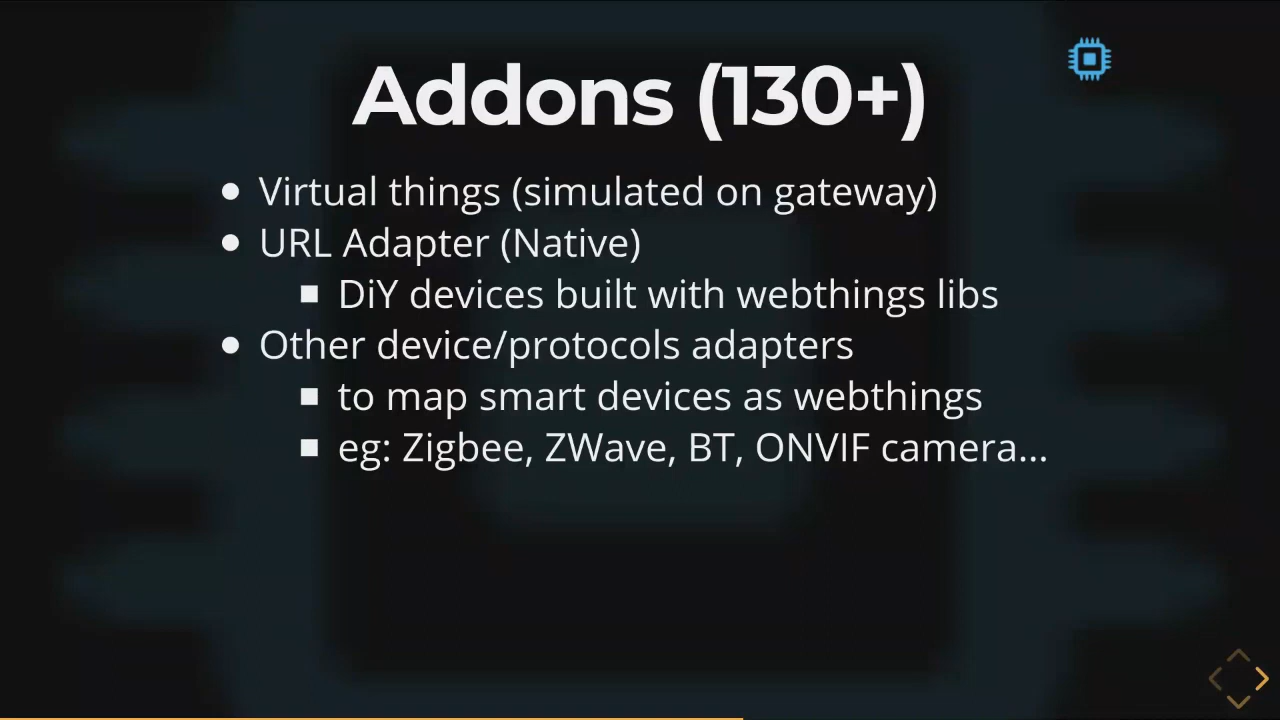 Addons (130+)
Virtual things (simulated on gateway)
URL Adapter (Native)
DiY devices built with webthings libs
Other device/protocols adapters
to map smart devices as webthings
eg: Zigbee, ZWave, BT, ONVIF camera...